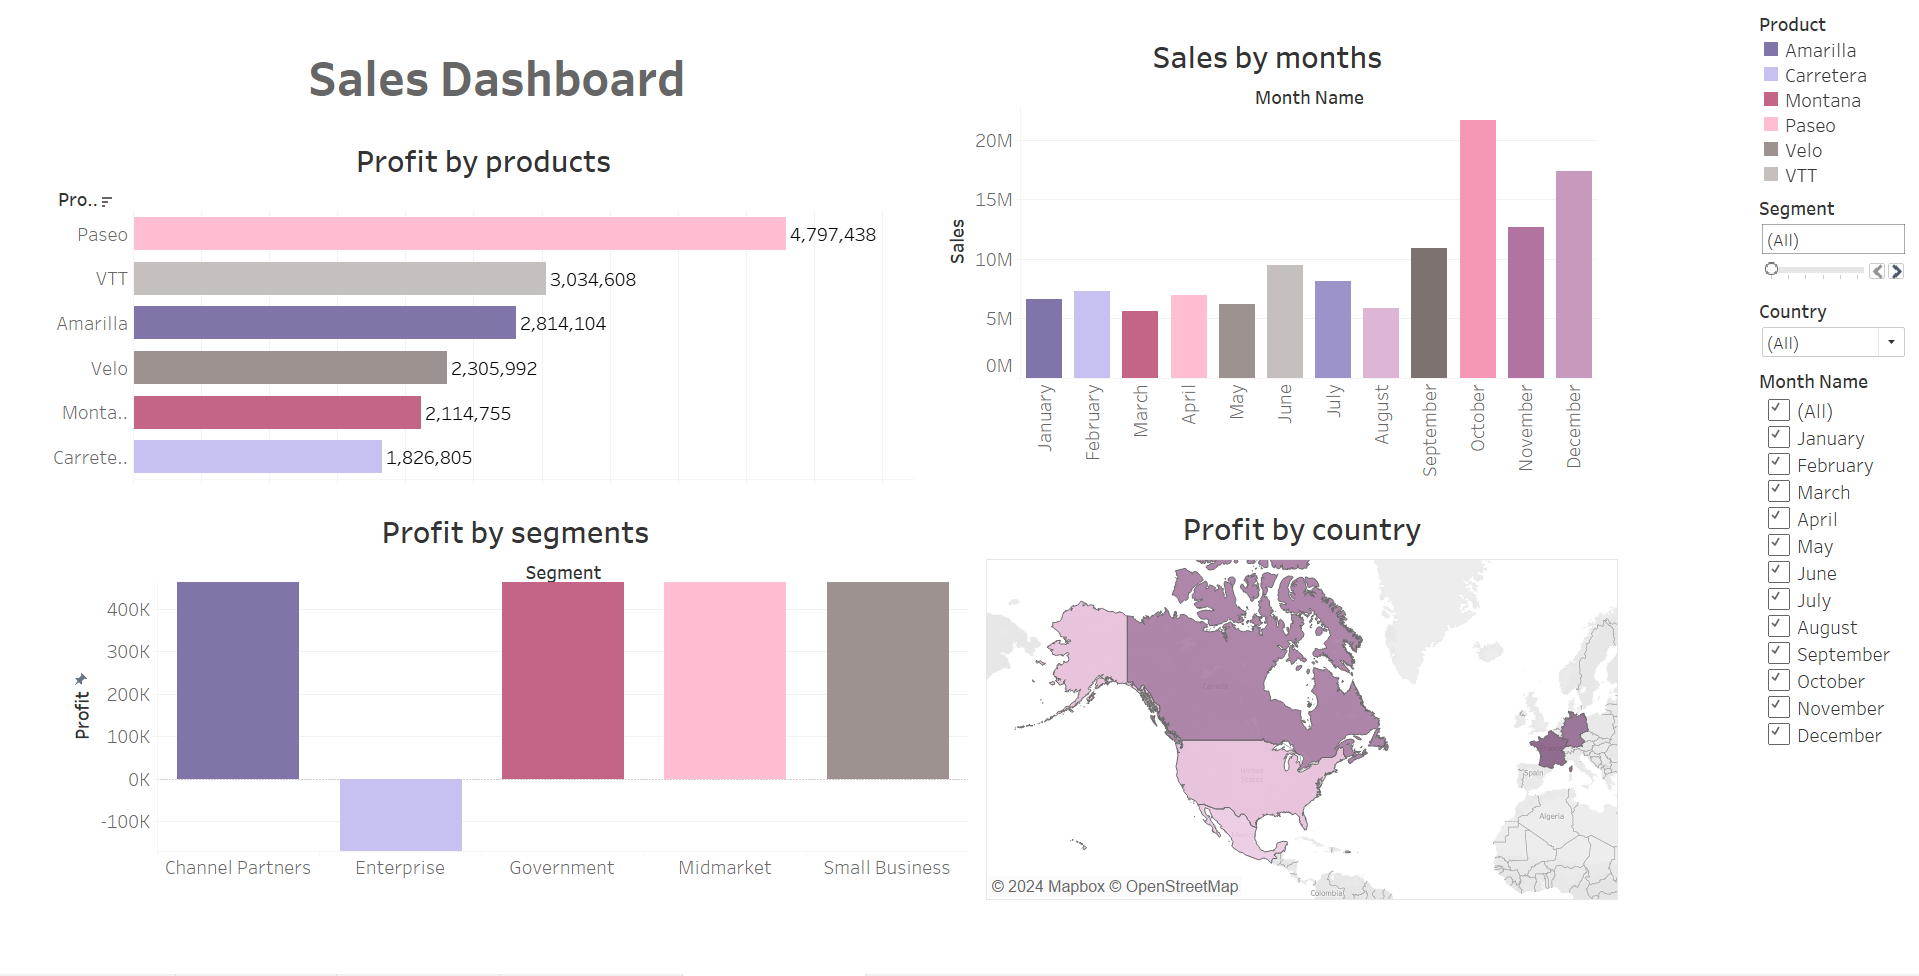 Sales Dashboard
Profit by products
Pro..
Paseo
4,797,438
VTT
3,034,608
Amarilla
2,814,104
Velo
2,305,992
Monta..
2,114,755
Carrete..
1,826,805
Sales by months
Month Name
Sales
20M
15M
10M
5M
0M
January
February
March
April
May
June
July
August
September
October
November
December
Profit by segments
Segment
Profit
400K
300K
200K
100K
0K
-100K
Channel Partners
Enterprise
Government
Midmarket
Small Business
Profit by country
Canada
United
States
Spain
Algeria
Colombia
© 2024 Mapbox © OpenStreetMap
Product
Amarilla
Carretera
Montana
Paseo
Velo
VTT
Segment
(All)
Country
(All)
Month Name
(All)
January
February
March
April
May
June
July
August
September
October
November
December